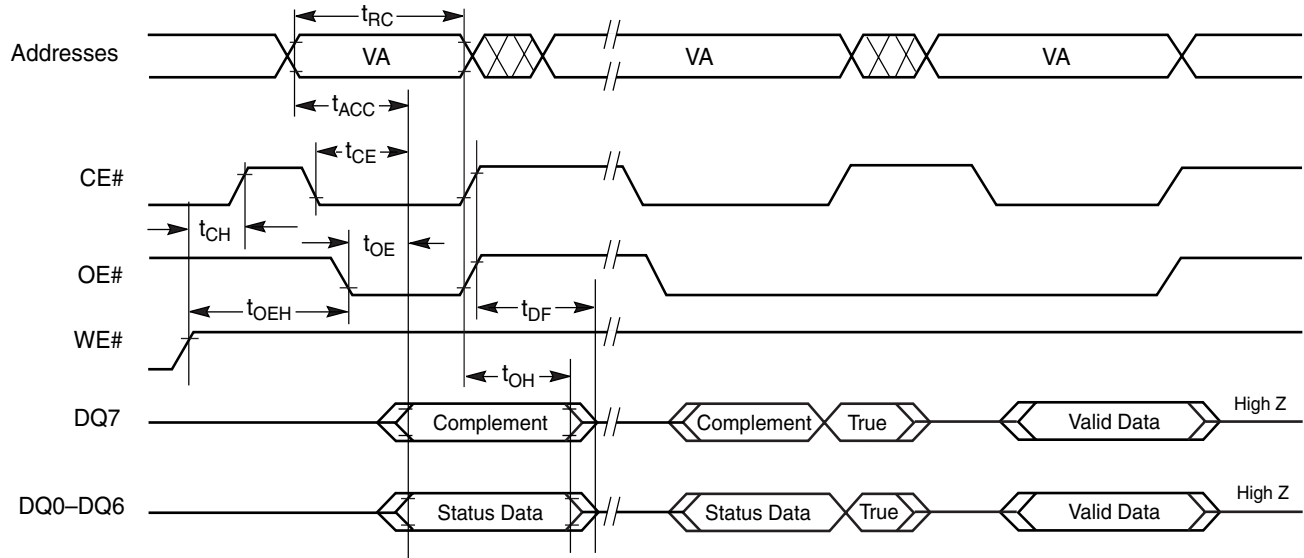 tRC
Addresses VA VA VA
tACC
tCE
CE#
tCH tOE
OE#
tOEH tDF
WE#
tOH
DQ7 Complement Complement True Valid Data High Z
DQ0–DQ6 Status Data Status Data True Valid Data High Z